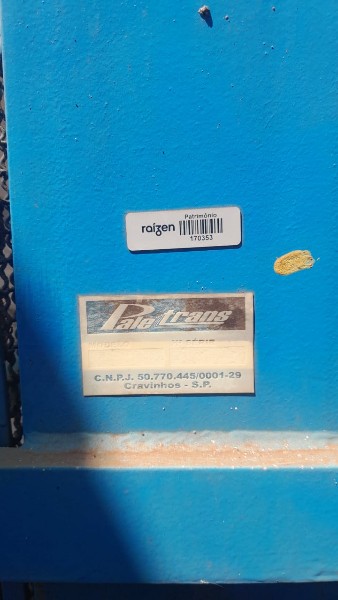 raízen
Patrimônio
170353
Paletrans
C.N.P.J. 50.770.445/0001-29
Cravinhos - S.P.